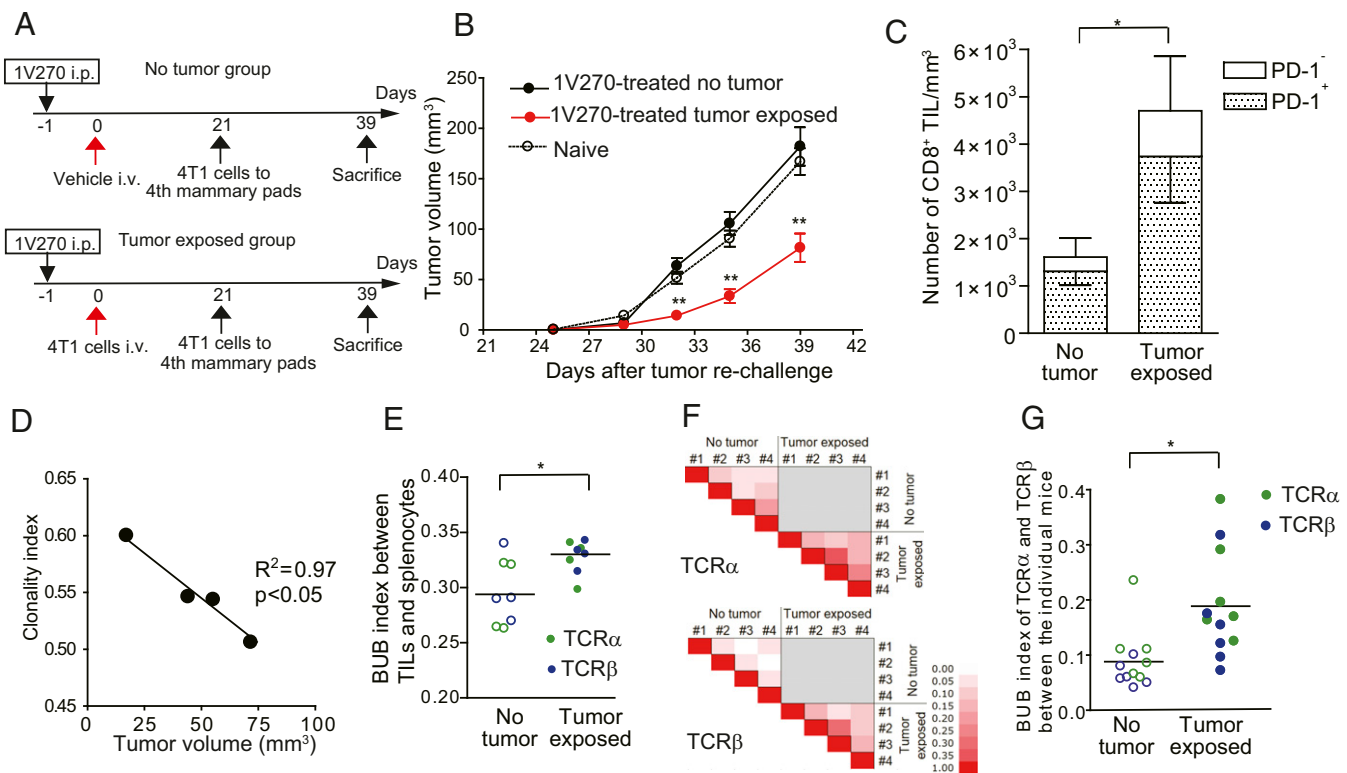 A
1V270 i.p.
No tumor group
Days
-1 0 21 39
Vehicle i.v.
4T1 cells to
4th mammary pads
Sacrifice
1V270 i.p.
Tumor exposed group
Days
-1 0 21 39
4T1 cells i.v.
4T1 cells to
4th mammary pads
Sacrifice
B
Tumor volume (mm³)
250
200
150
100
50
0
1V270-treated no tumor
1V270-treated tumor exposed
Naive
**
**
**
21 24 27 30 33 36 39 42
Days after tumor re-challenge
C
Number of CD8⁺ TIL/mm³
6×10³
5×10³
4×10³
3×10³
2×10³
1×10³
0
*
PD-1⁻
PD-1⁺
No
tumor
Tumor
exposed
D
Clonality index
0.65
0.60
0.55
0.50
0.45
R²=0.97
p<0.05
0 25 50 75 100
Tumor volume (mm³)
E
BUB index between
TILs and splenocytes
0.40
0.35
0.30
0.25
0.20
*
TCRα
TCRβ
No
tumor
Tumor
exposed
F
No tumor Tumor exposed
#1 #2 #3 #4 #1 #2 #3 #4
#1
#2
#3
#4
No tumor
#1
#2
#3
#4
Tumor
exposed
TCRα
No tumor Tumor exposed
#1 #2 #3 #4 #1 #2 #3 #4
#1
#2
#3
#4
No tumor
#1
#2
#3
#4
Tumor
exposed
TCRβ
0.00
0.05
0.05
0.10
0.15
0.20
0.25
0.35
0.35
1.00
G
BUB index of TCRα and TCRβ
between the individual mice
0.4
0.3
0.2
0.1
0.0
*
TCRα
TCRβ
No
tumor
Tumor
exposed